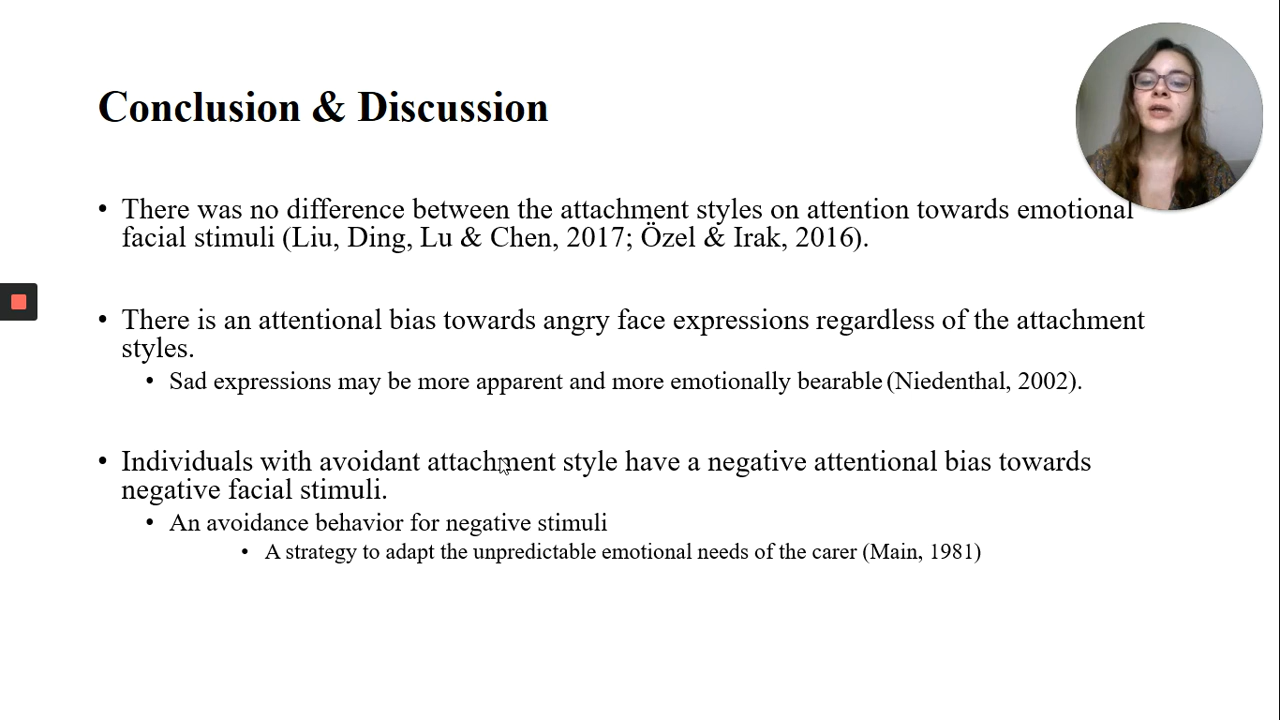 Conclusion & Discussion
• There was no difference between the attachment styles on attention towards emotional
facial stimuli (Liu, Ding, Lu & Chen, 2017; Özel & Irak, 2016).
• There is an attentional bias towards angry face expressions regardless of the attachment
styles.
• Sad expressions may be more apparent and more emotionally bearable (Niedenthal, 2002).
• Individuals with avoidant attachment style have a negative attentional bias towards
negative facial stimuli.
• An avoidance behavior for negative stimuli
• A strategy to adapt the unpredictable emotional needs of the carer (Main, 1981)